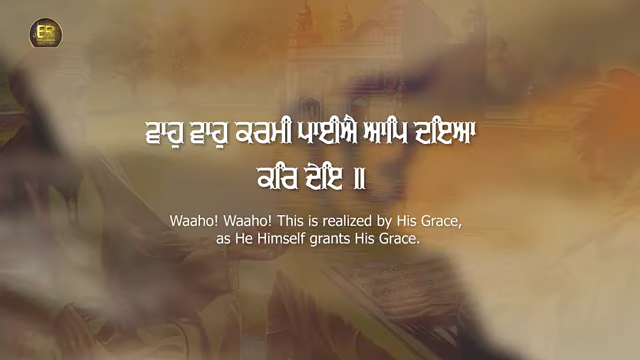 ER
ਵਾਹੁ ਵਾਹੁ ਕਰਮੀ ਪਾਈਐ ਆਪਿ ਦਇਆ
ਕਰਿ ਦੇਇ ॥
Waaho! Waaho! This is realized by His Grace,
as He Himself grants His Grace.